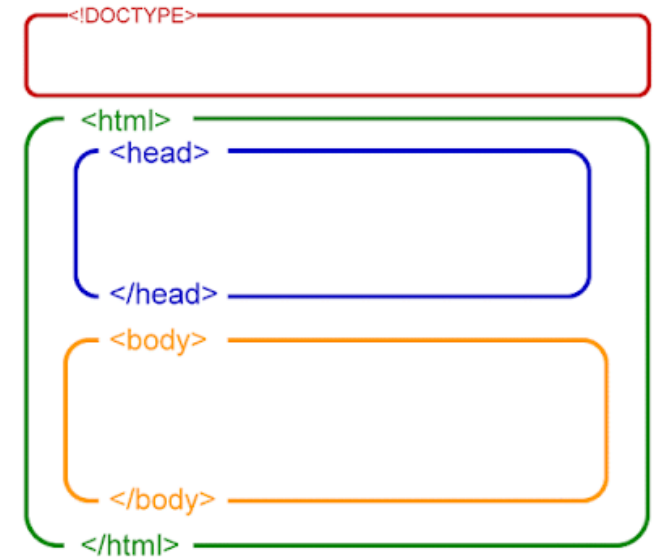 <!DOCTYPE>
<html>
<head>
</head>
<body>
</body>
</html>